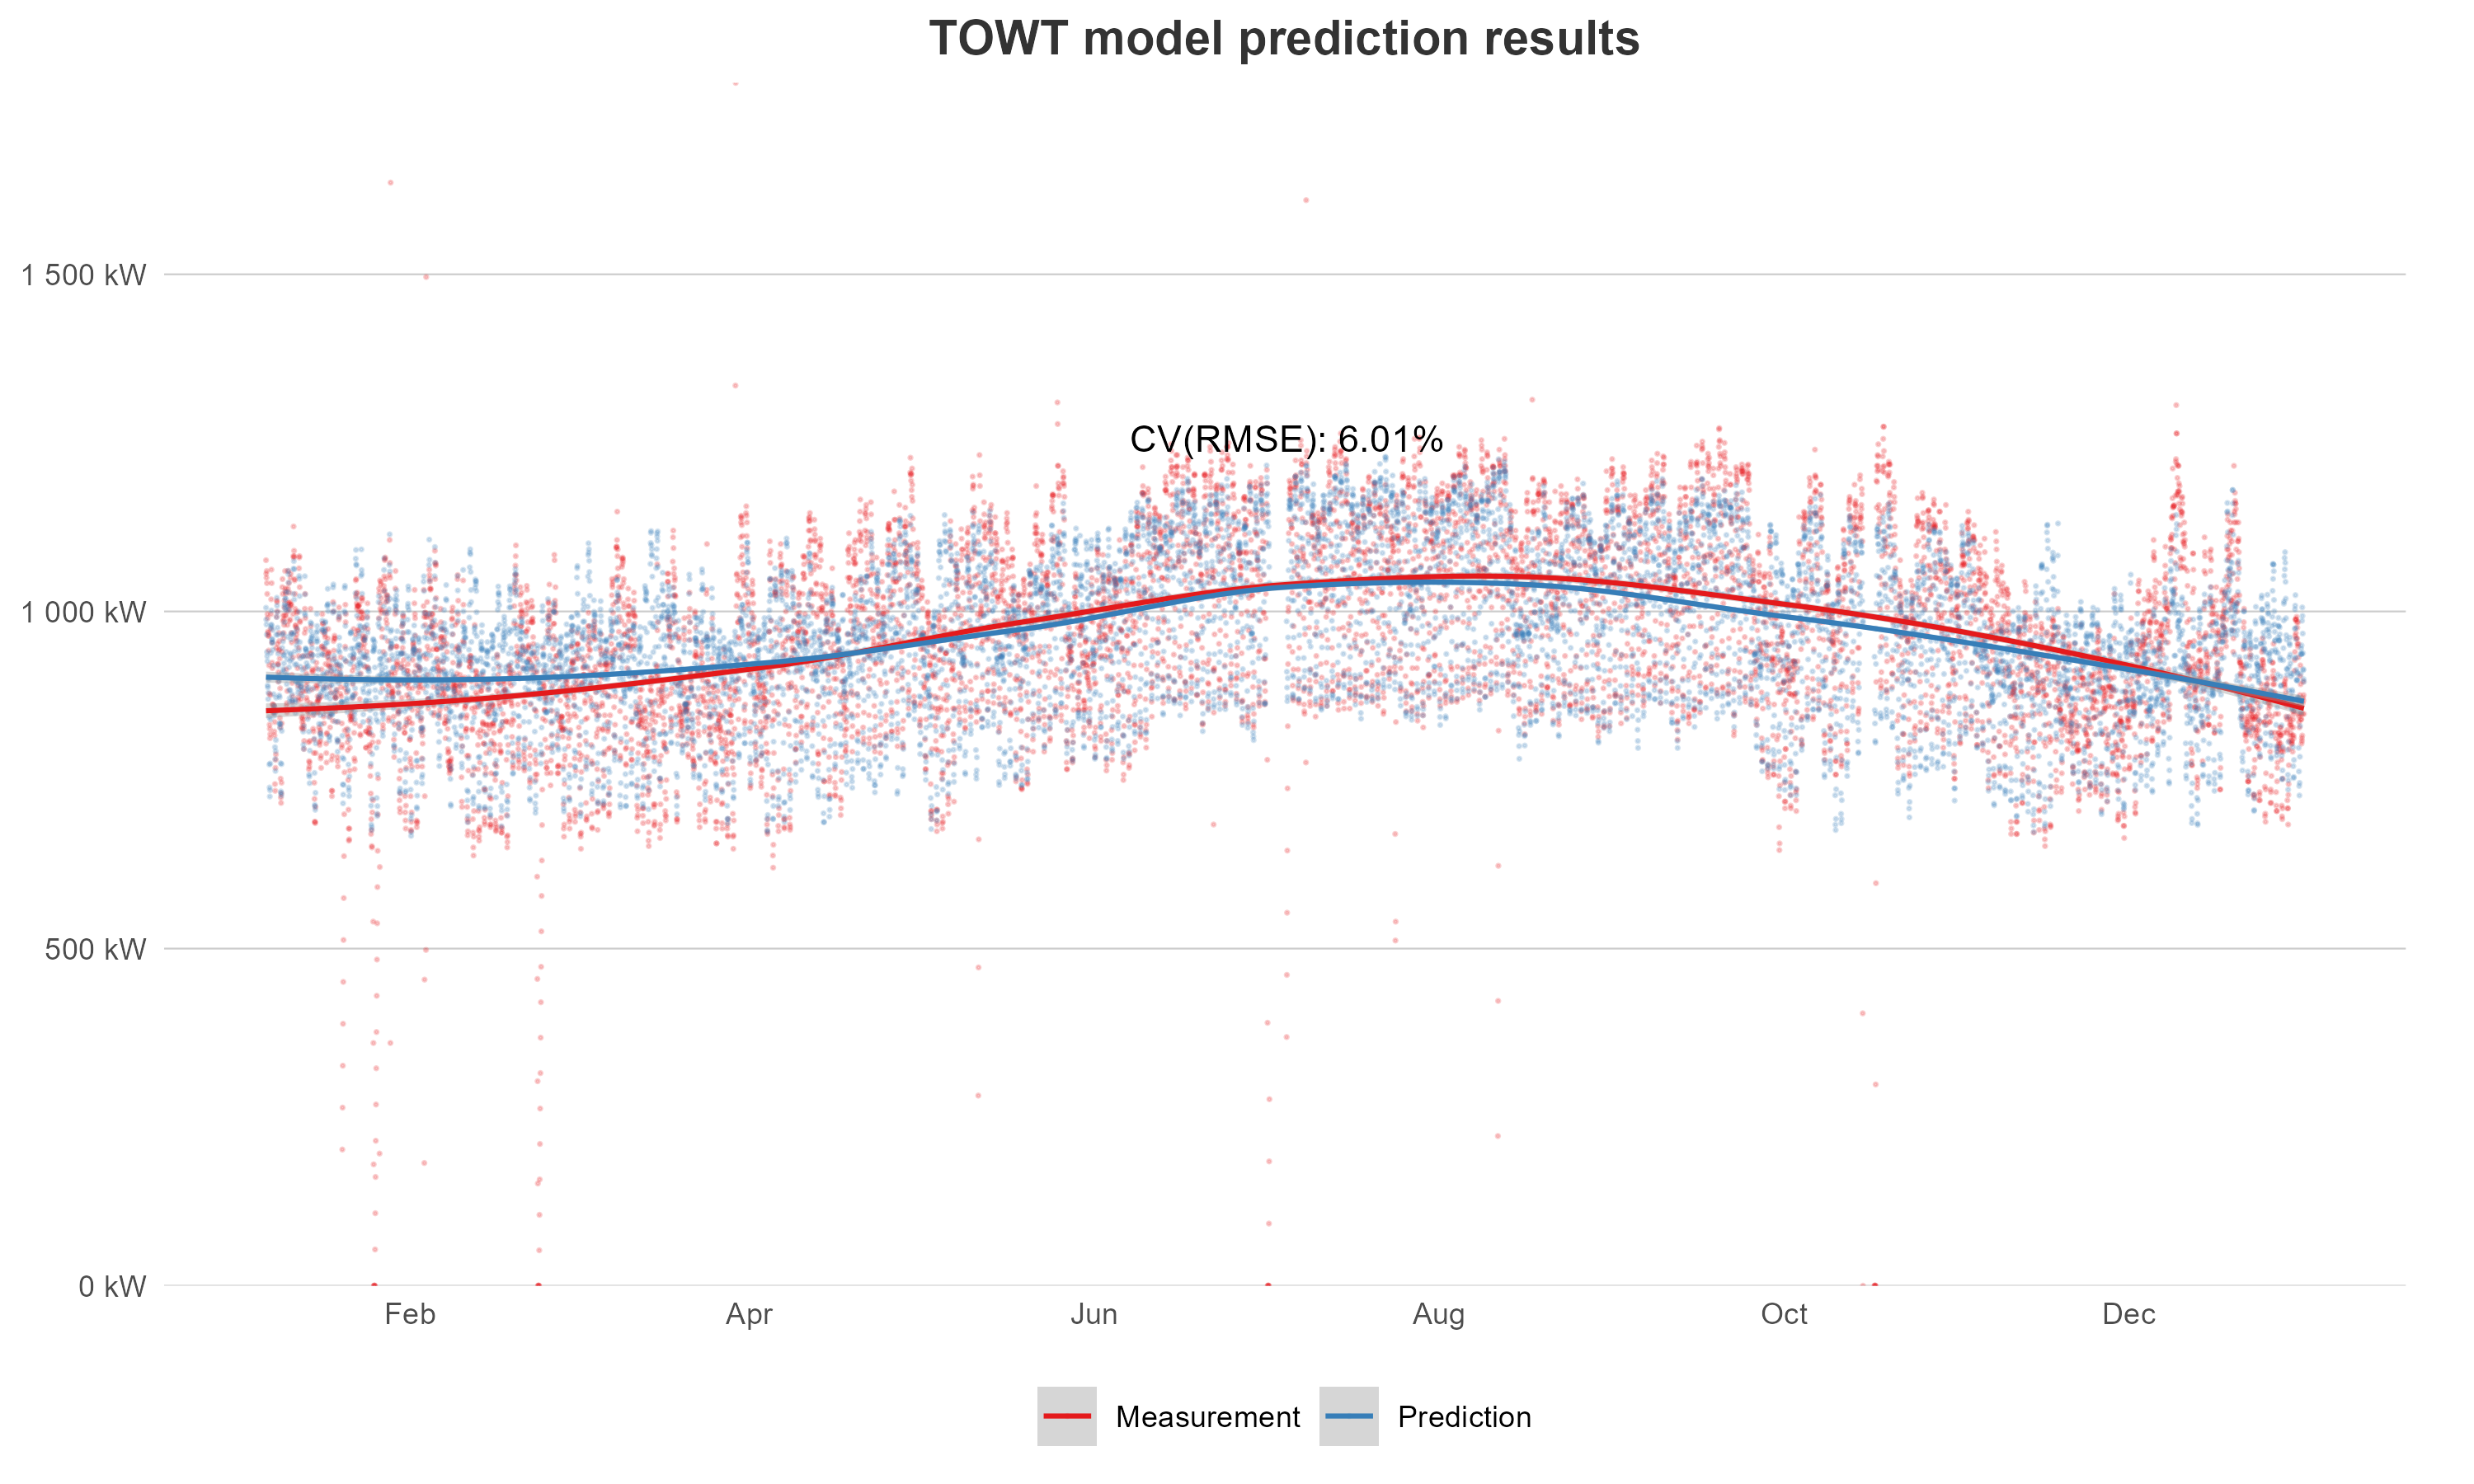 TOWT model prediction results
1 500 kW
CV(RMSE): 6.01%
1 000 kW
500 kW
0 kW
Feb Apr Jun Aug Oct Dec
Measurement Prediction